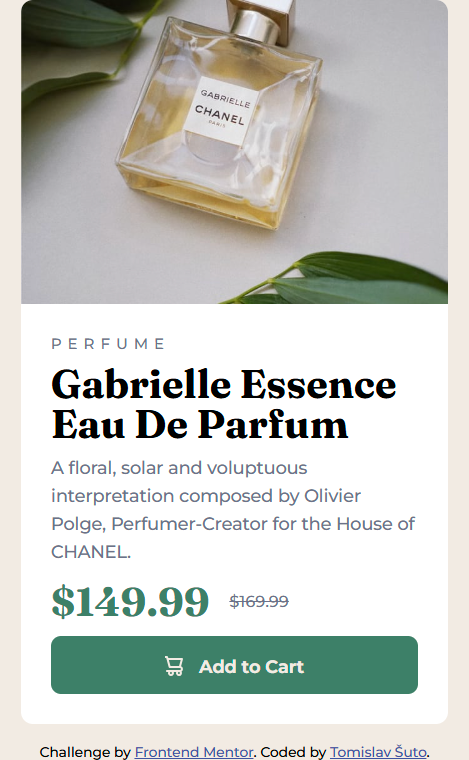 GABRIELLE
CHANEL
PARIS
PERFUME
Gabrielle Essence
Eau De Parfum
A floral, solar and voluptuous
interpretation composed by Olivier
Polge, Perfumer-Creator for the House of
CHANEL.
$149.99 $169.99
Add to Cart
Challenge by Frontend Mentor. Coded by Tomislav Šuto.